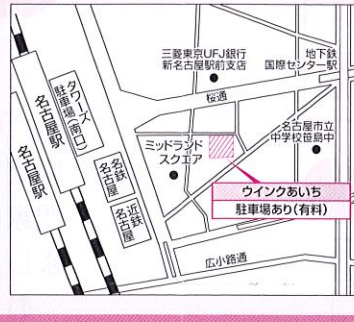 三菱東京UFJ銀行
新名古屋駅前支店
地下鉄
国際センター駅
桜通
タワーズ
駐車場(南口)
名古屋駅
名古屋駅
名鉄
名古屋
近鉄
名古屋
ミッドランド
スクエア
名古屋市立
中学校笹島中
ウインクあいち
駐車場あり(有料)
広小路通